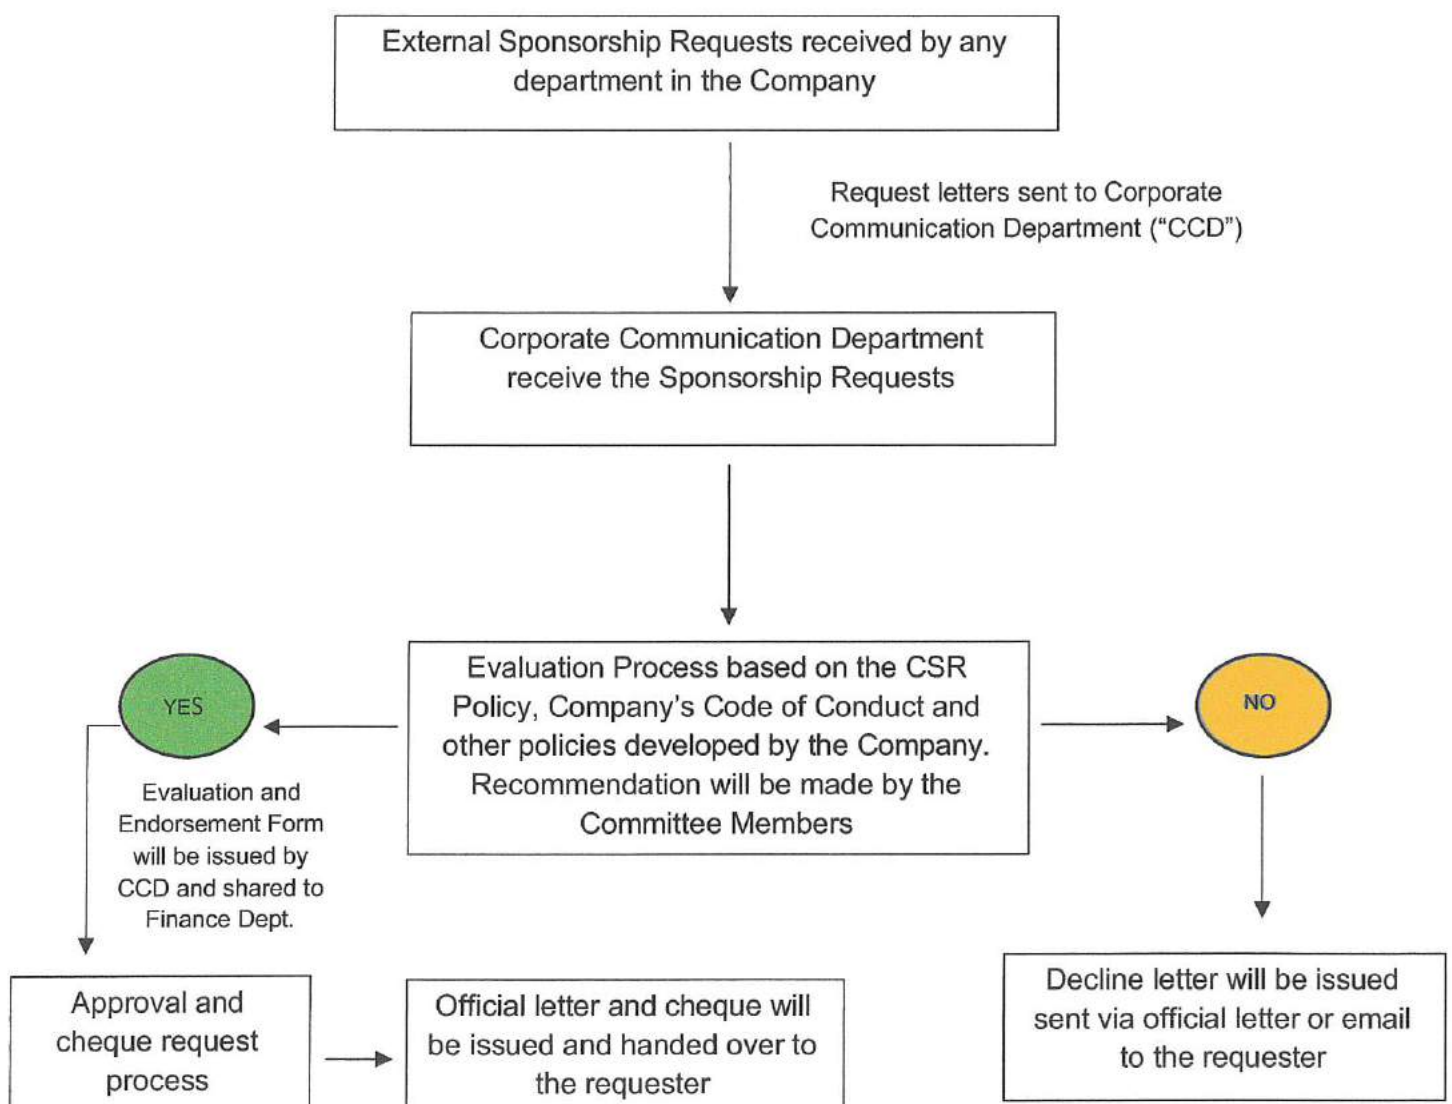 External Sponsorship Requests received by any
department in the Company
Request letters sent to Corporate
Communication Department (“CCD”)
Corporate Communication Department
receive the Sponsorship Requests
Evaluation Process based on the CSR
Policy, Company’s Code of Conduct and
other policies developed by the Company.
Recommendation will be made by the
Committee Members
YES
NO
Evaluation and
Endorsement Form
will be issued by
CCD and shared to
Finance Dept.
Approval and
cheque request
process
Official letter and cheque will
be issued and handed over to
the requester
Decline letter will be issued
sent via official letter or email
to the requester